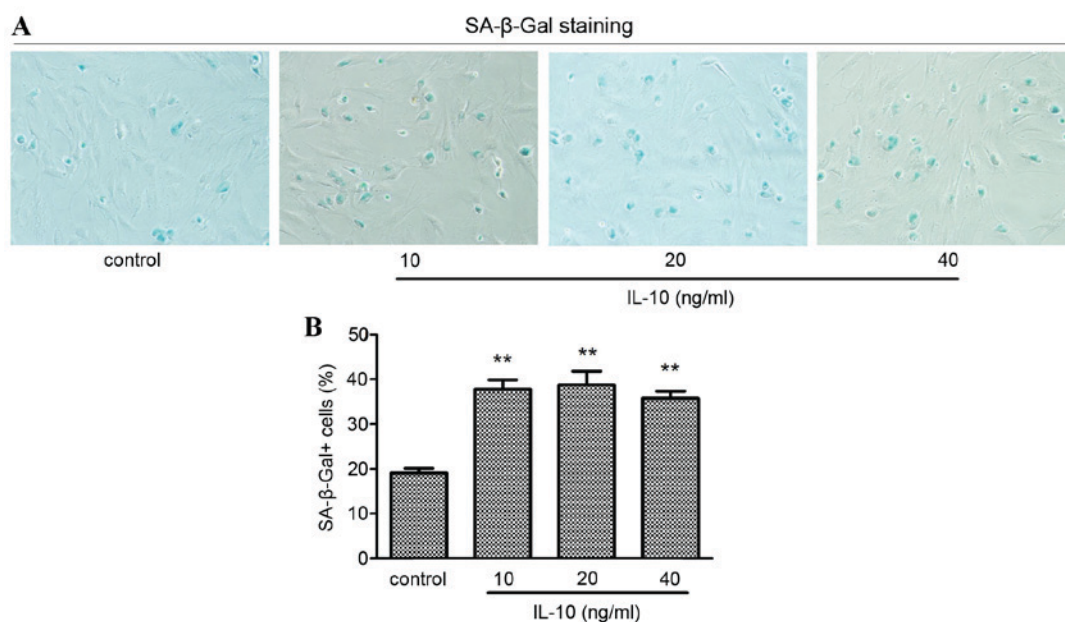 A
SA-β-Gal staining
control
10
20
40
IL-10 (ng/ml)
B
SA-β-Gal+ cells (%)
50
40
30
20
10
0
**
**
**
control
10
20
40
IL-10 (ng/ml)